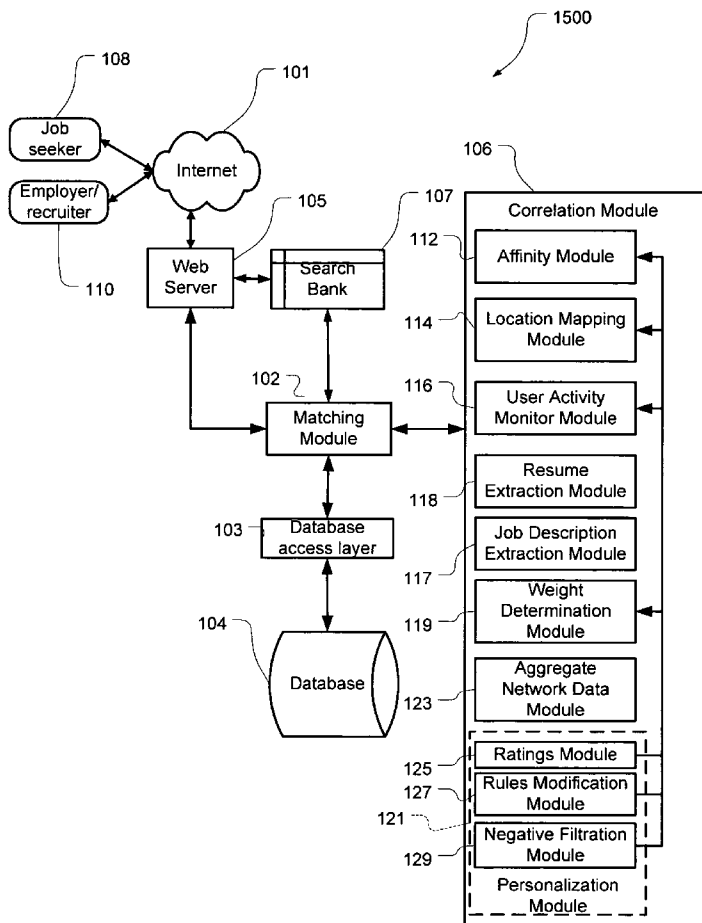 1500
108
101
Job
seeker
Internet
Employer/
recruiter
110
105
107
106
Correlation Module
Web
Server
Search
Bank
112
Affinity Module
114
Location Mapping
Module
102
Matching
Module
116
User Activity
Monitor Module
118
Resume
Extraction Module
103
Database
access layer
117
Job Description
Extraction Module
119
Weight
Determination
Module
104
Database
123
Aggregate
Network Data
Module
125
Ratings Module
127
Rules Modification
Module
121
129
Negative Filtration
Module
Personalization
Module